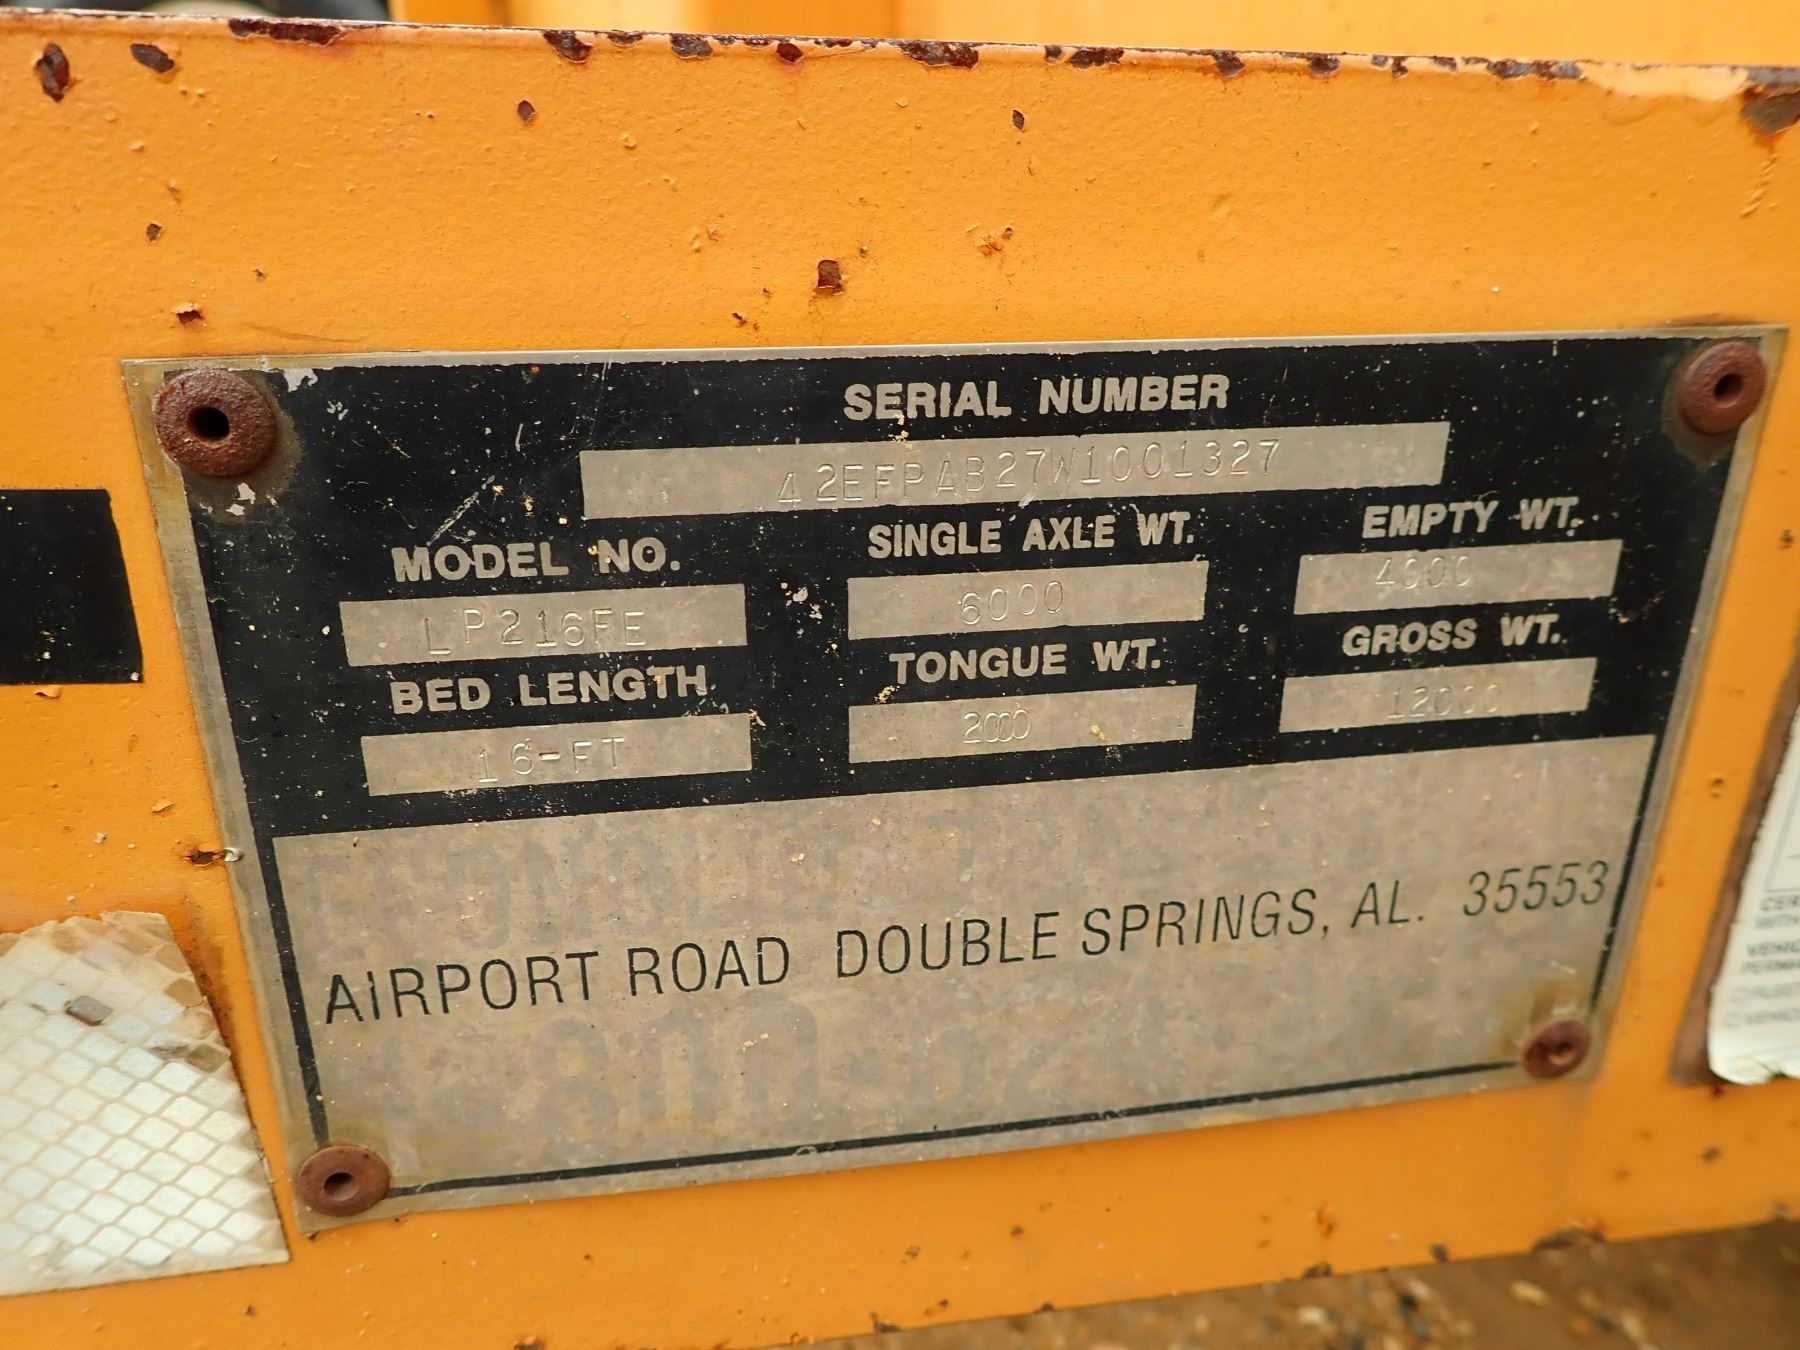 SERIAL NUMBER
42EFPAB27W1001327
MODEL NO. SINGLE AXLE WT. EMPTY WT.
LP216FE 6000 4000
BED LENGTH TONGUE WT. GROSS WT.
16-FT 2000 12000
AIRPORT ROAD DOUBLE SPRINGS, AL. 35553